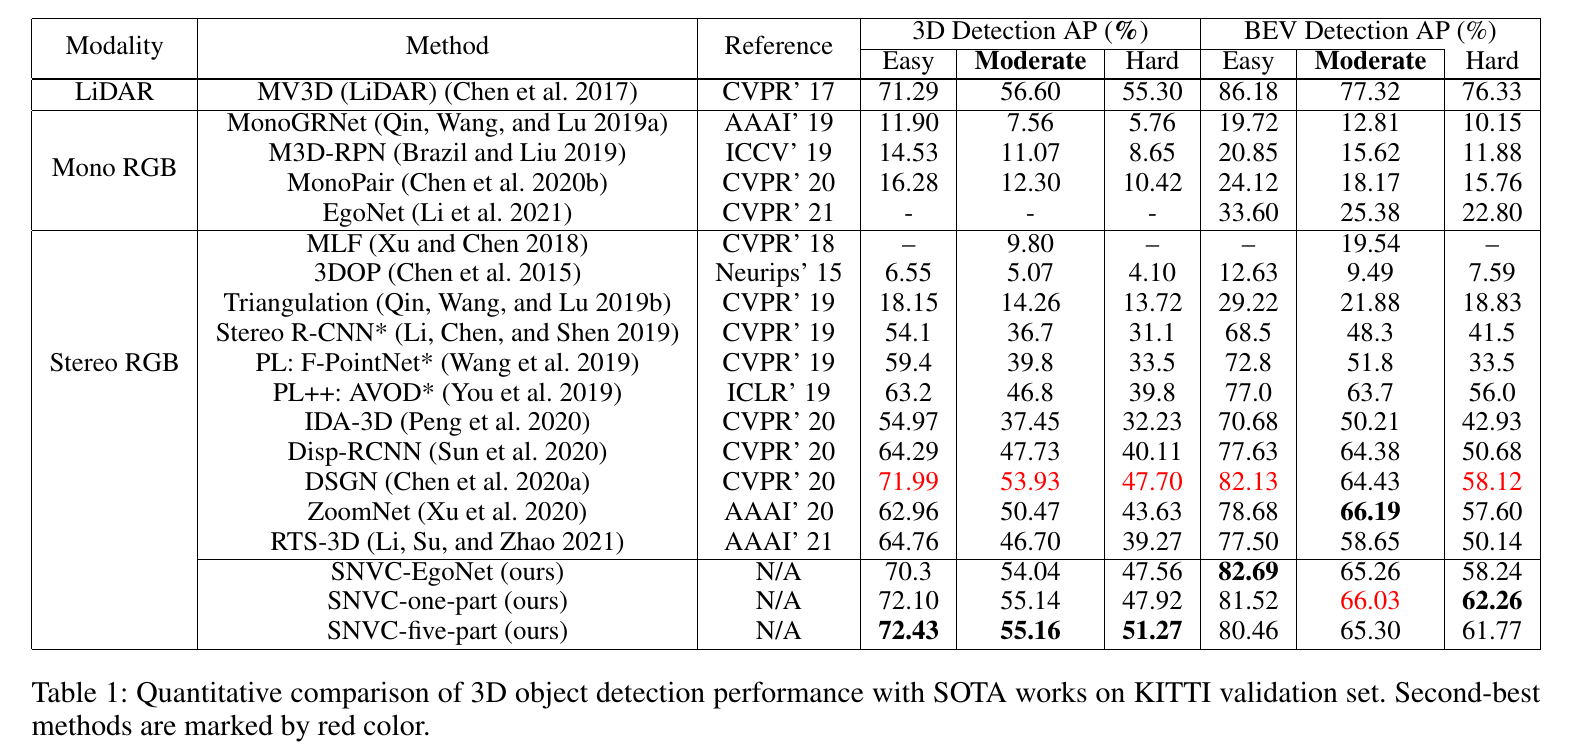 Modality Method Reference 3D Detection AP (%) BEV Detection AP (%)
Easy Moderate Hard Easy Moderate Hard
LiDAR MV3D (LiDAR) (Chen et al. 2017) CVPR’ 17 71.29 56.60 55.30 86.18 77.32 76.33
Mono RGB MonoGRNet (Qin, Wang, and Lu 2019a) AAAI’ 19 11.90 7.56 5.76 19.72 12.81 10.15
M3D-RPN (Brazil and Liu 2019) ICCV’ 19 14.53 11.07 8.65 20.85 15.62 11.88
MonoPair (Chen et al. 2020b) CVPR’ 20 16.28 12.30 10.42 24.12 18.17 15.76
EgoNet (Li et al. 2021) CVPR’ 21 - - - 33.60 25.38 22.80
Stereo RGB MLF (Xu and Chen 2018) CVPR’ 18 – 9.80 – – 19.54 –
3DOP (Chen et al. 2015) Neurips’ 15 6.55 5.07 4.10 12.63 9.49 7.59
Triangulation (Qin, Wang, and Lu 2019b) CVPR’ 19 18.15 14.26 13.72 29.22 21.88 18.83
Stereo R-CNN* (Li, Chen, and Shen 2019) CVPR’ 19 54.1 36.7 31.1 68.5 48.3 41.5
PL: F-PointNet* (Wang et al. 2019) CVPR’ 19 59.4 39.8 33.5 72.8 51.8 33.5
PL++: AVOD* (You et al. 2019) ICLR’ 19 63.2 46.8 39.8 77.0 63.7 56.0
IDA-3D (Peng et al. 2020) CVPR’ 20 54.97 37.45 32.23 70.68 50.21 42.93
Disp-RCNN (Sun et al. 2020) CVPR’ 20 64.29 47.73 40.11 77.63 64.38 50.68
DSGN (Chen et al. 2020a) CVPR’ 20 71.99 53.93 47.70 82.13 64.43 58.12
ZoomNet (Xu et al. 2020) AAAI’ 20 62.96 50.47 43.63 78.68 66.19 57.60
RTS-3D (Li, Su, and Zhao 2021) AAAI’ 21 64.76 46.70 39.27 77.50 58.65 50.14
SNVC-EgoNet (ours) N/A 70.3 54.04 47.56 82.69 65.26 58.24
SNVC-one-part (ours) N/A 72.10 55.14 47.92 81.52 66.03 62.26
SNVC-five-part (ours) N/A 72.43 55.16 51.27 80.46 65.30 61.77
Table 1: Quantitative comparison of 3D object detection performance with SOTA works on KITTI validation set. Second-best
methods are marked by red color.